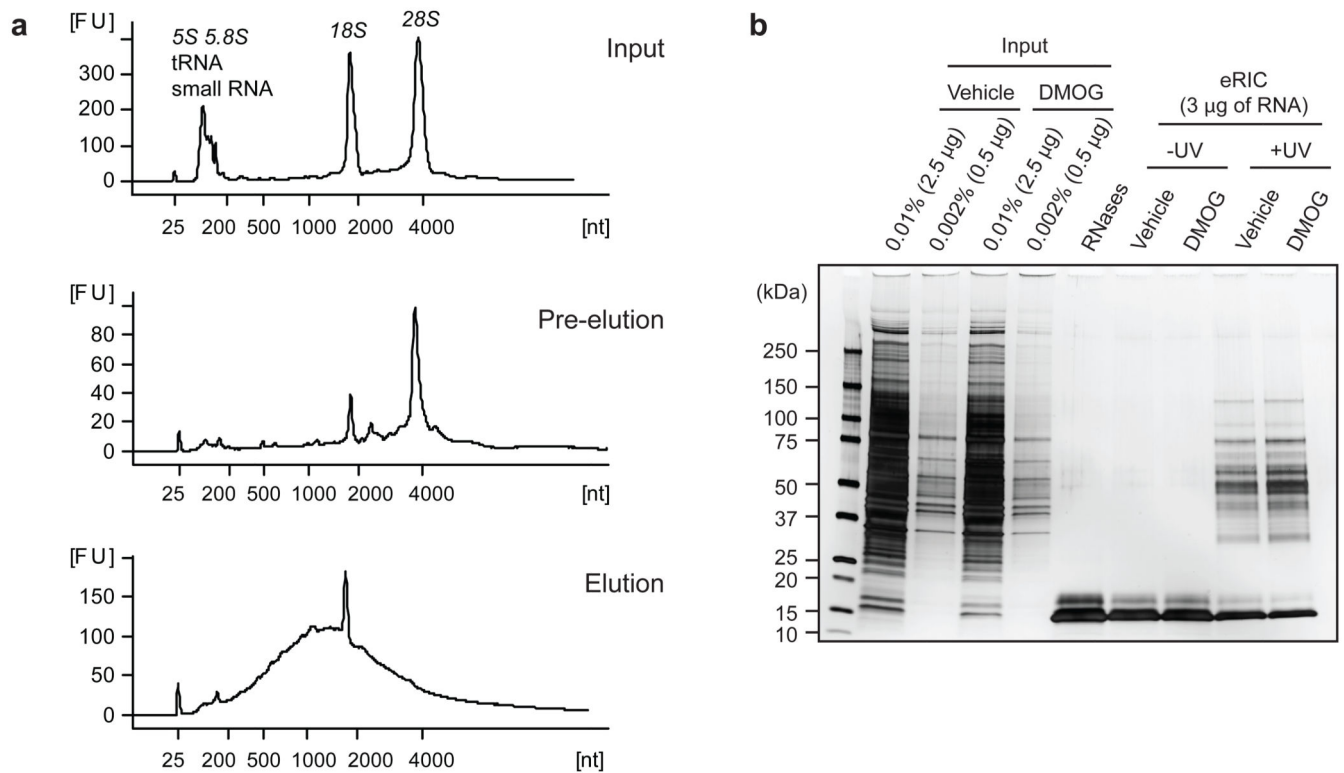 a
[FU]
5S 5.8S
tRNA
small RNA
18S
28S
Input
300
200
100
0
25 200 500 1000 2000 4000 [nt]
[FU]
Pre-elution
80
60
40
20
0
25 200 500 1000 2000 4000 [nt]
[FU]
Elution
150
100
50
0
25 200 500 1000 2000 4000 [nt]
b
Input
Vehicle DMOG
eRIC
(3 µg of RNA)
-UV +UV
0.01% (2.5 µg)
0.002% (0.5 µg)
0.01% (2.5 µg)
0.002% (0.5 µg)
RNases
Vehicle
DMOG
Vehicle
DMOG
(kDa)
250
150
100
75
50
37
25
20
15
10